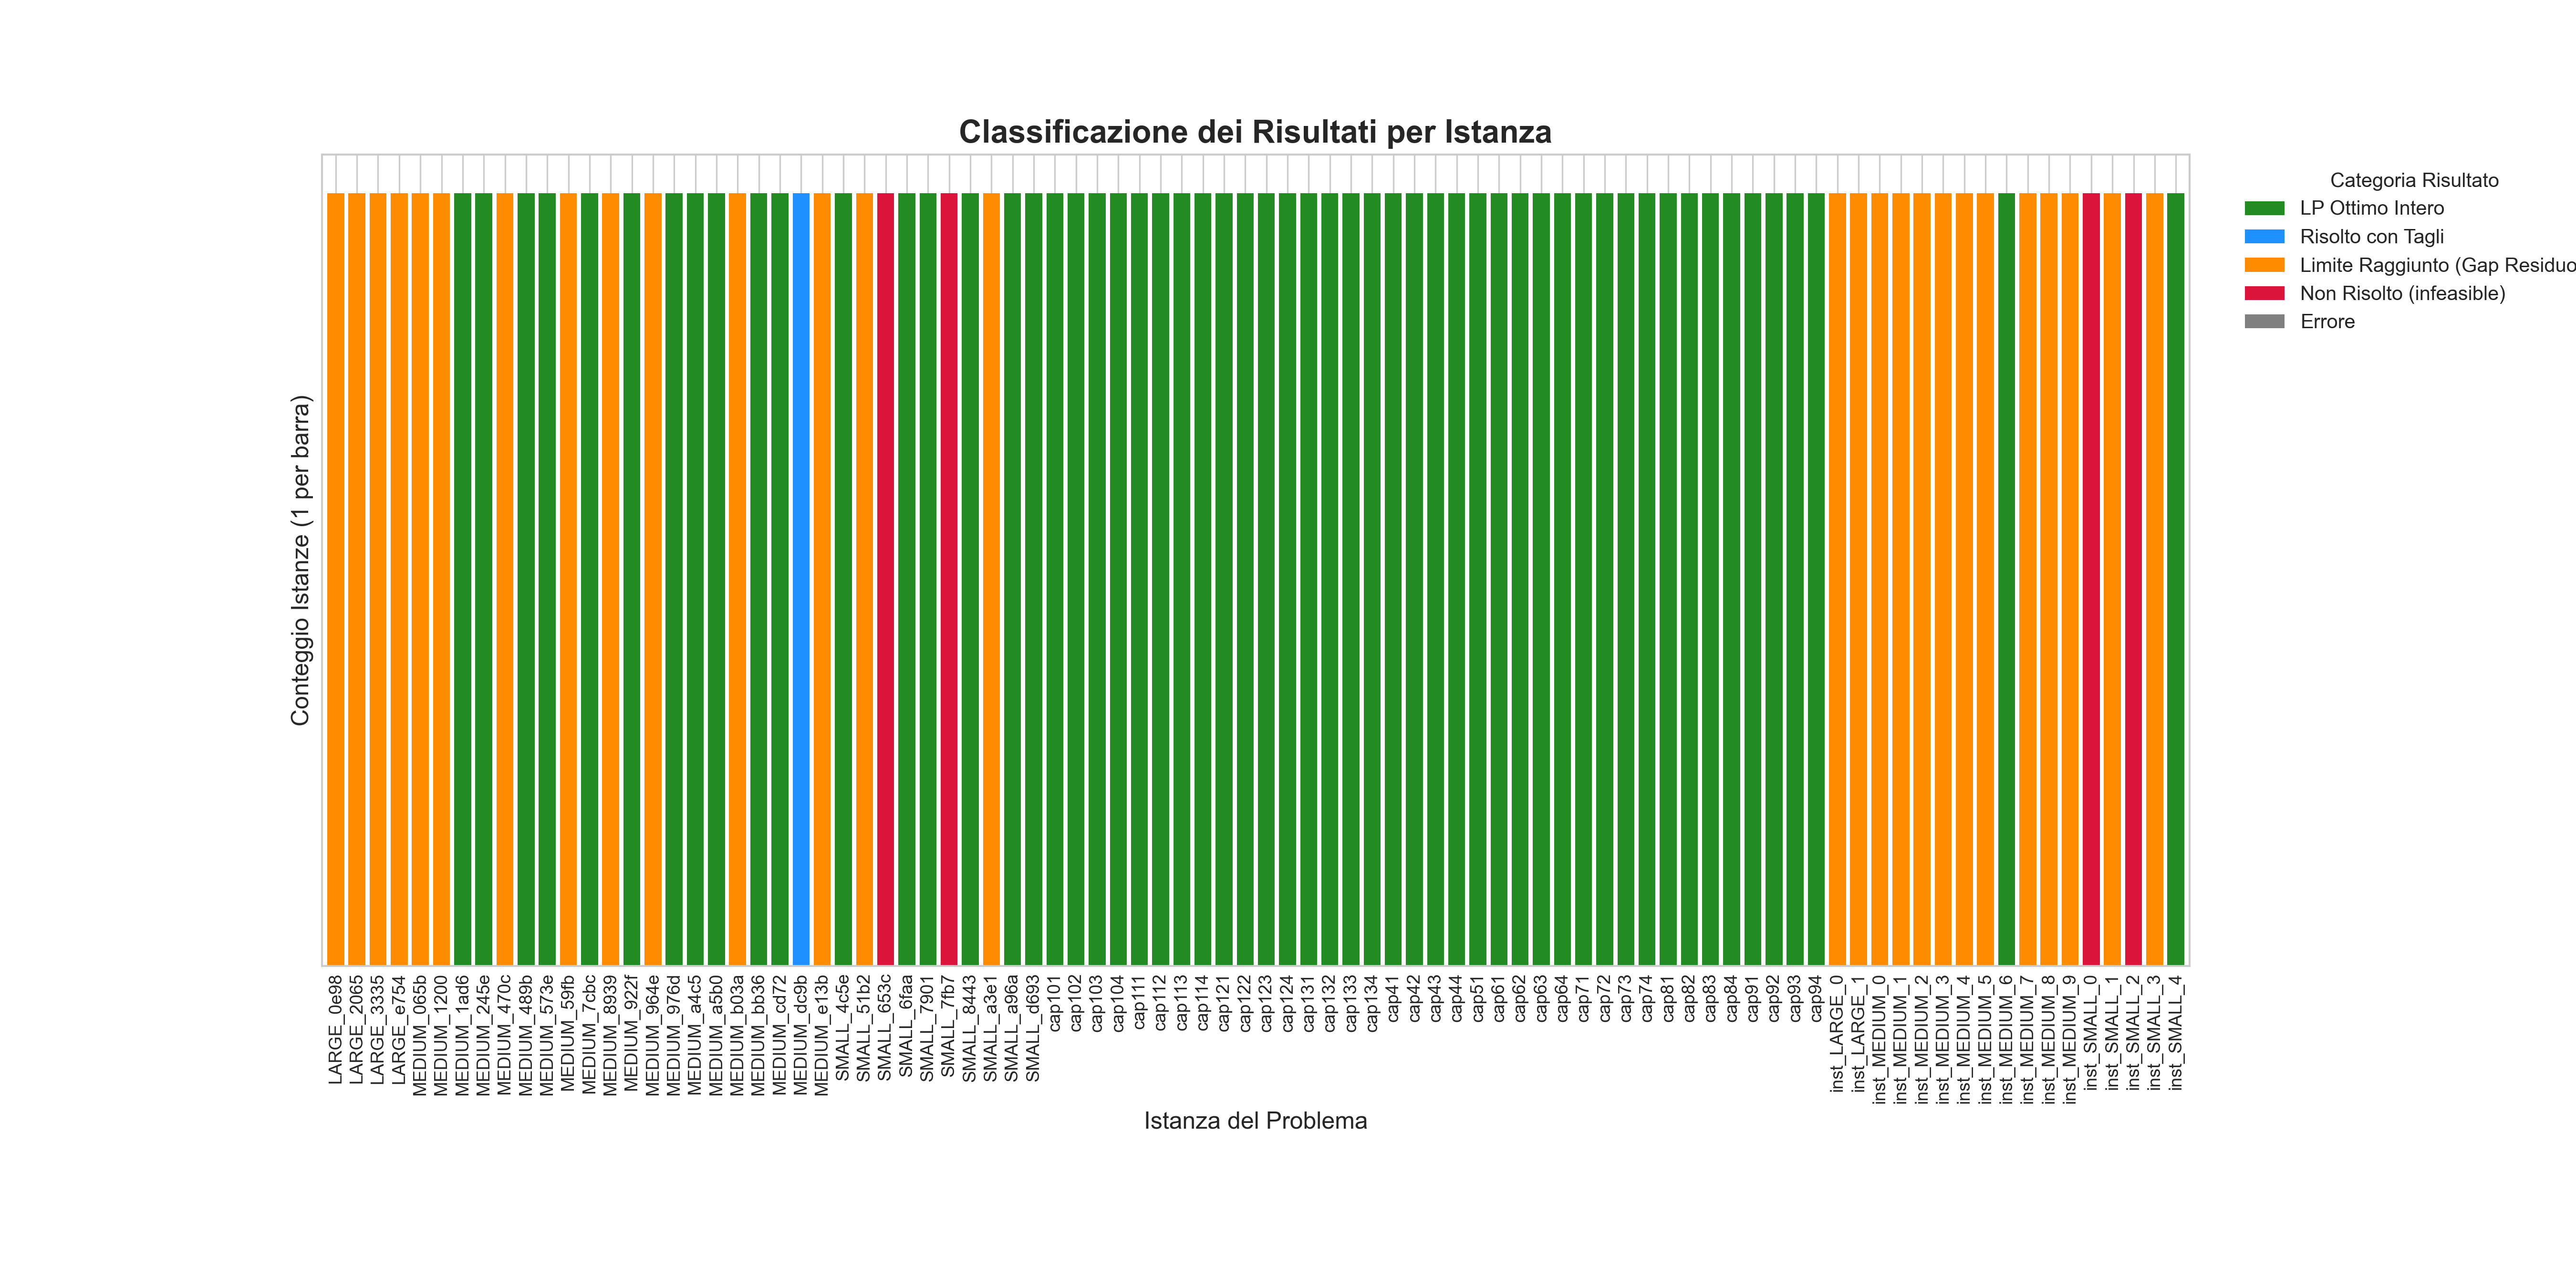 Classificazione dei Risultati per Istanza
Categoria Risultato
LP Ottimo Intero
Risolto con Tagli
Limite Raggiunto (Gap Residuo
Non Risolto (infeasible)
Errore
Conteggio Istanze (1 per barra)
LARGE_0e98
LARGE_2065
LARGE_3335
LARGE_e754
MEDIUM_065b
MEDIUM_1200
MEDIUM_1ad6
MEDIUM_245e
MEDIUM_470c
MEDIUM_489b
MEDIUM_573e
MEDIUM_59fb
MEDIUM_7cbc
MEDIUM_8939
MEDIUM_922f
MEDIUM_964e
MEDIUM_976d
MEDIUM_a4c5
MEDIUM_a5b0
MEDIUM_b03a
MEDIUM_bb36
MEDIUM_cd72
MEDIUM_dc9b
MEDIUM_e13b
SMALL_4c5e
SMALL_51b2
SMALL_653c
SMALL_6faa
SMALL_7901
SMALL_7fb7
SMALL_8443
SMALL_a3e1
SMALL_a96a
SMALL_d693
cap101
cap102
cap103
cap104
cap111
cap112
cap113
cap114
cap121
cap122
cap123
cap124
cap131
cap132
cap133
cap134
cap41
cap42
cap43
cap44
cap51
cap61
cap62
cap63
cap64
cap71
cap72
cap73
cap74
cap81
cap82
cap83
cap84
cap91
cap92
cap93
cap94
inst_LARGE_0
inst_LARGE_1
inst_MEDIUM_0
inst_MEDIUM_1
inst_MEDIUM_2
inst_MEDIUM_3
inst_MEDIUM_4
inst_MEDIUM_5
inst_MEDIUM_6
inst_MEDIUM_7
inst_MEDIUM_8
inst_MEDIUM_9
inst_SMALL_0
inst_SMALL_1
inst_SMALL_2
inst_SMALL_3
inst_SMALL_4
Istanza del Problema